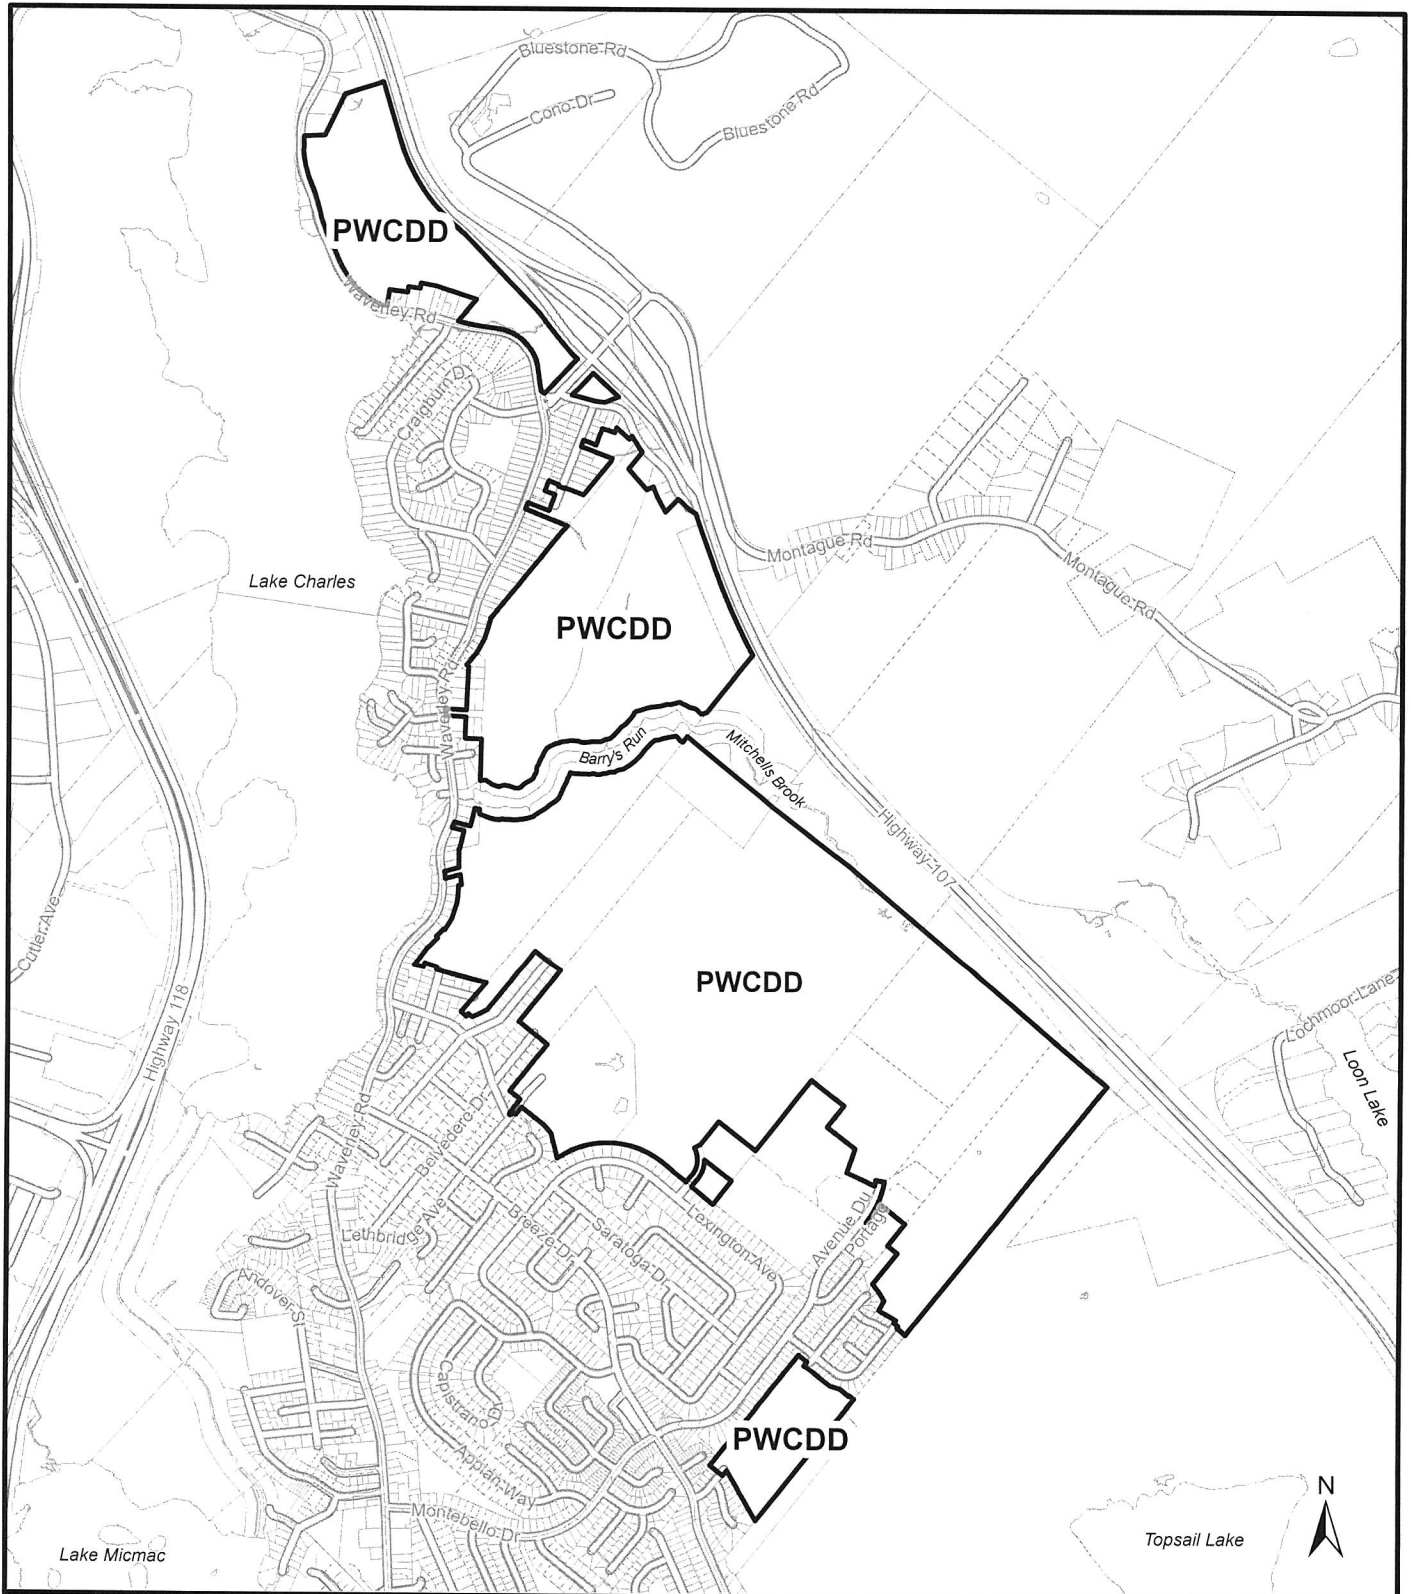 Bluestone Rd
Cono Dr
Bluestone Rd
PWCDD
Waverley Rd
Craigburn Dr
Montague Rd
Montague Rd
Lake Charles
PWCDD
Waverley Rd
Barry's Run
Mitchells Brook
Highway 107
Cutler Ave
PWCDD
Highway 118
Lochmoor Lane
Loon Lake
Waverley Rd
Belvedere Dr
Lethbridge Ave
Breeze Dr
Saratoga Dr
Lexington Ave
Avenue Du
Portage
Andover St
Capistrano
Appian Way
PWCDD
Montebello Dr
Lake Micmac
Topsail Lake
N